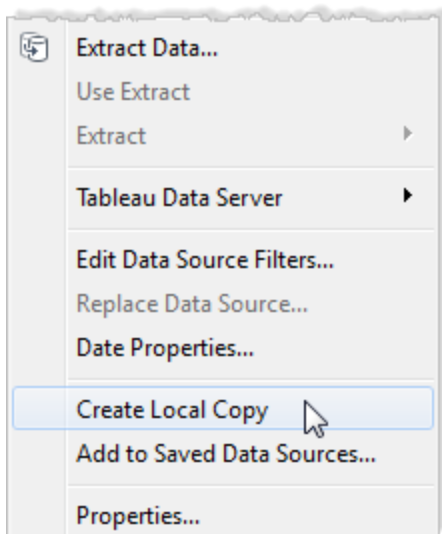 Extract Data...
Use Extract
Extract
Tableau Data Server
Edit Data Source Filters...
Replace Data Source...
Date Properties...
Create Local Copy
Add to Saved Data Sources...
Properties...